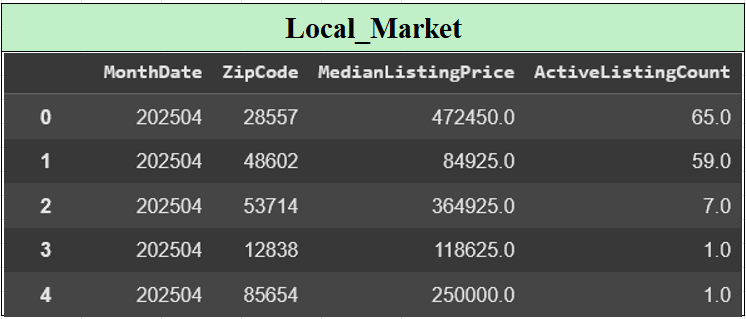 Local_Market
MonthDate ZipCode MedianListingPrice ActiveListingCount
0 202504 28557 472450.0 65.0
1 202504 48602 84925.0 59.0
2 202504 53714 364925.0 7.0
3 202504 12838 118625.0 1.0
4 202504 85654 250000.0 1.0